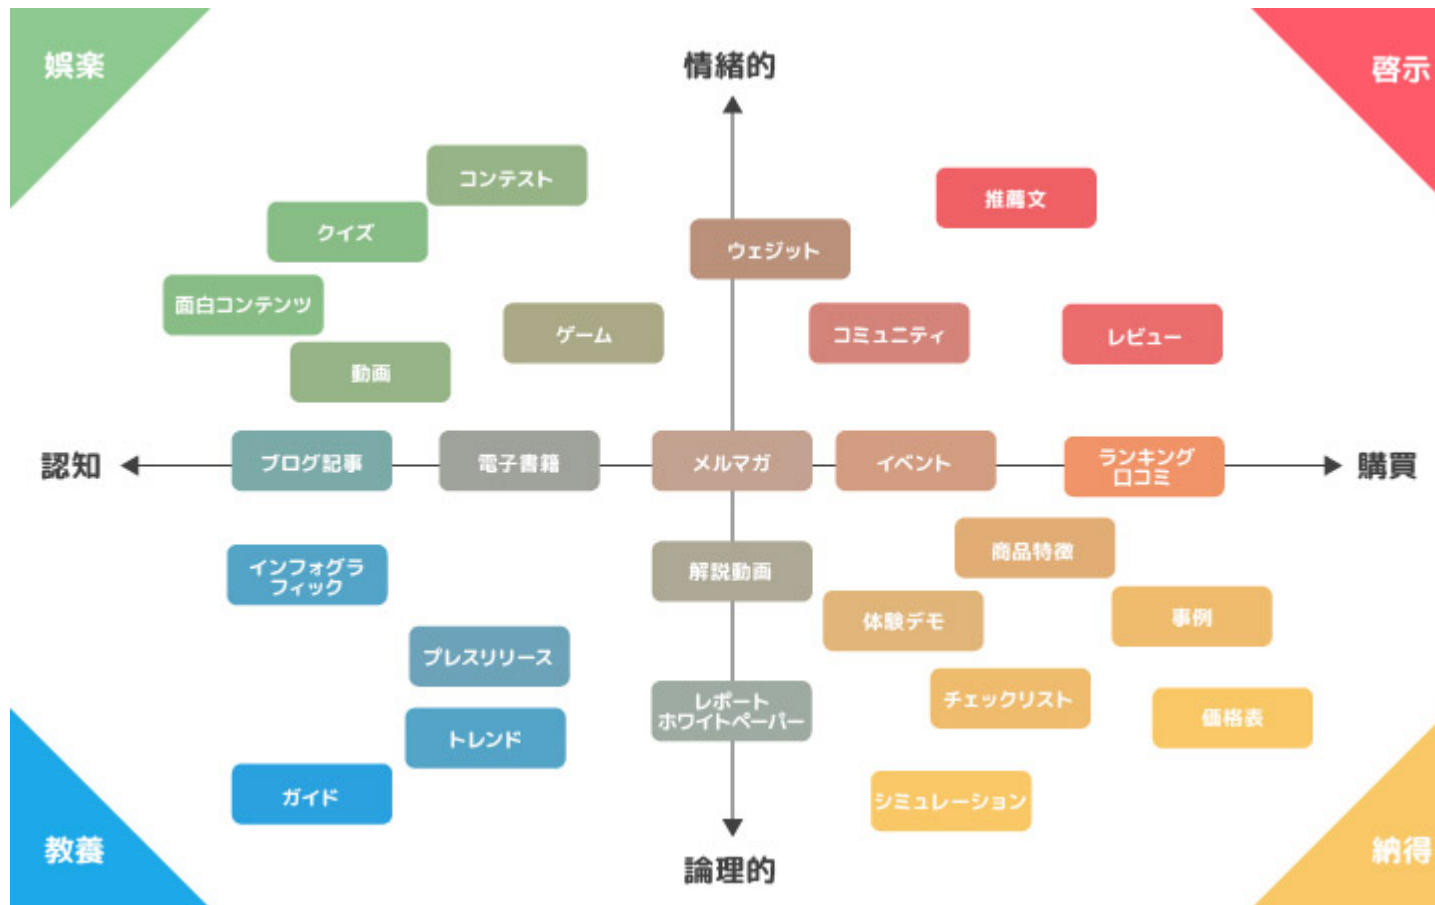 娯楽
情緒的
啓示
コンテスト
推薦文
クイズ
ウェジット
面白コンテンツ
ゲーム
コミュニティ
レビュー
動画
認知
ブログ記事
電子書籍
メルマガ
イベント
ランキング
口コミ
購買
インフォグラ
フィック
解説動画
商品特徴
体験デモ
事例
プレスリリース
レポート
ホワイトペーパー
チェックリスト
価格表
トレンド
ガイド
シミュレーション
教養
論理的
納得